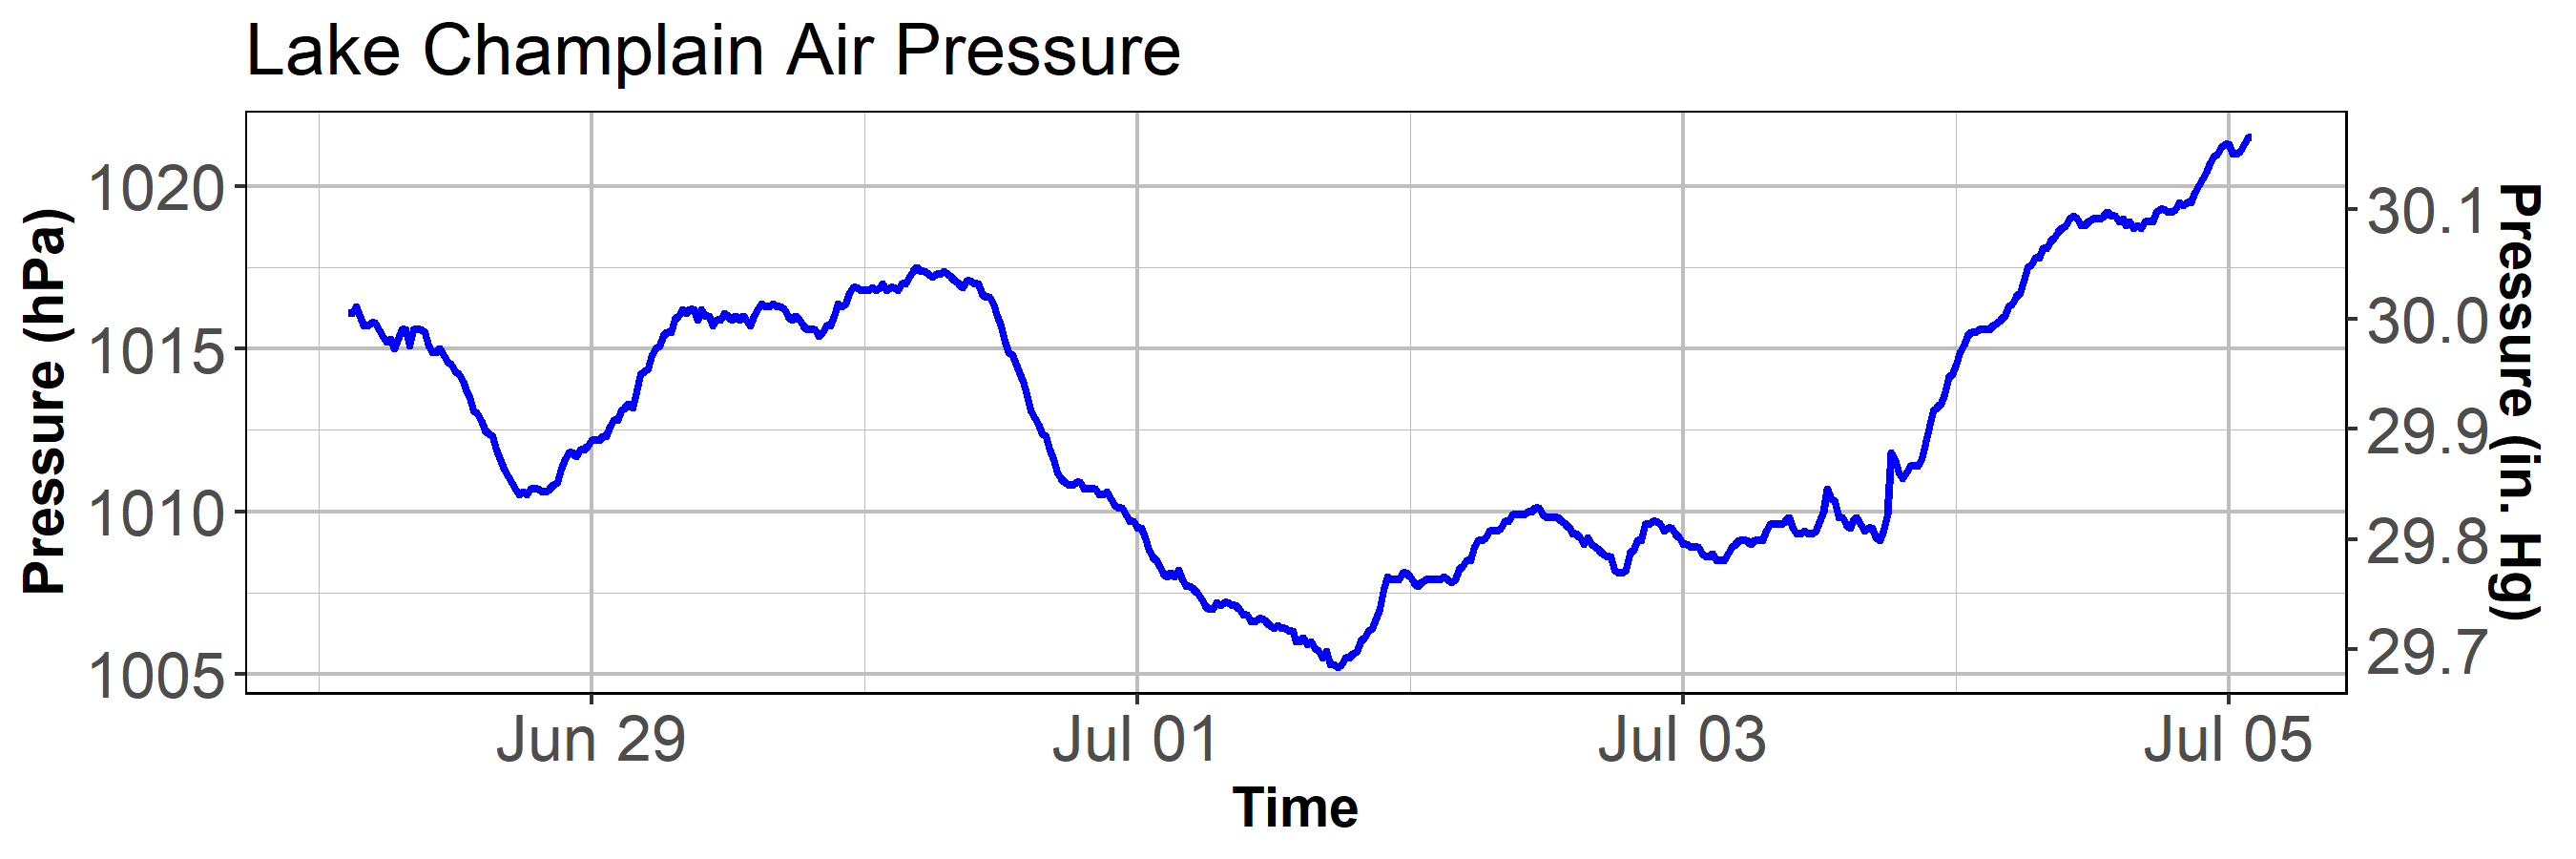 Lake Champlain Air Pressure
Pressure (hPa)
1020
1015
1010
1005
30.1
30.0
29.9
29.8
29.7
Pressure (in. Hg)
Jun 29 Jul 01 Jul 03 Jul 05
Time